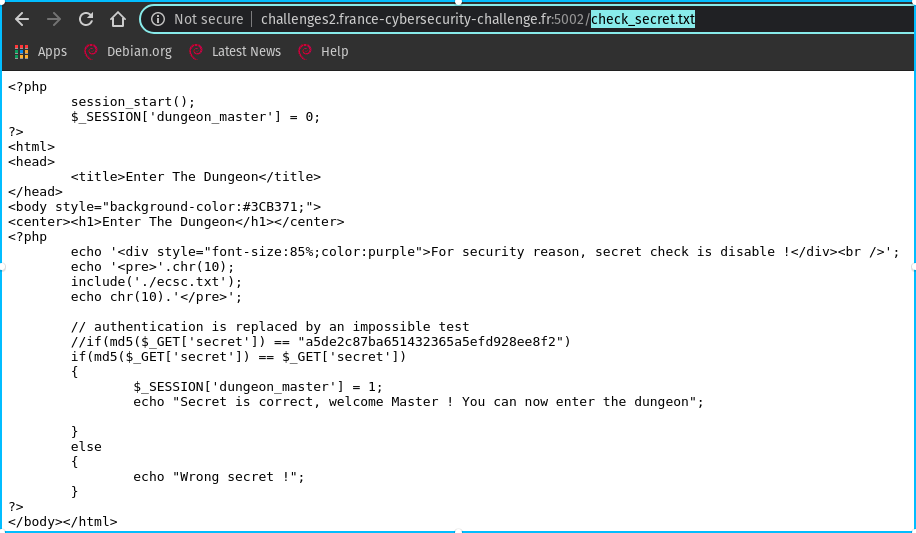 Not secure | challenges2.france-cybersecurity-challenge.fr:5002/check_secret.txt
Apps Debian.org Latest News Help
<?php
        session_start();
        $_SESSION['dungeon_master'] = 0;
?>
<html>
<head>
        <title>Enter The Dungeon</title>
</head>
<body style="background-color:#3CB371;">
<center><h1>Enter The Dungeon</h1></center>
<?php
        echo '<div style="font-size:85%;color:purple">For security reason, secret check is disable !</div><br />';
        echo '<pre>'.chr(10);
        include('./ecsc.txt');
        echo chr(10).'</pre>';

        // authentication is replaced by an impossible test
        //if(md5($_GET['secret']) == "a5de2c87ba651432365a5efd928ee8f2")
        if(md5($_GET['secret']) == $_GET['secret'])
        {
                $_SESSION['dungeon_master'] = 1;
                echo "Secret is correct, welcome Master ! You can now enter the dungeon";

        }
        else
        {
                echo "Wrong secret !";
        }
?>
</body></html>